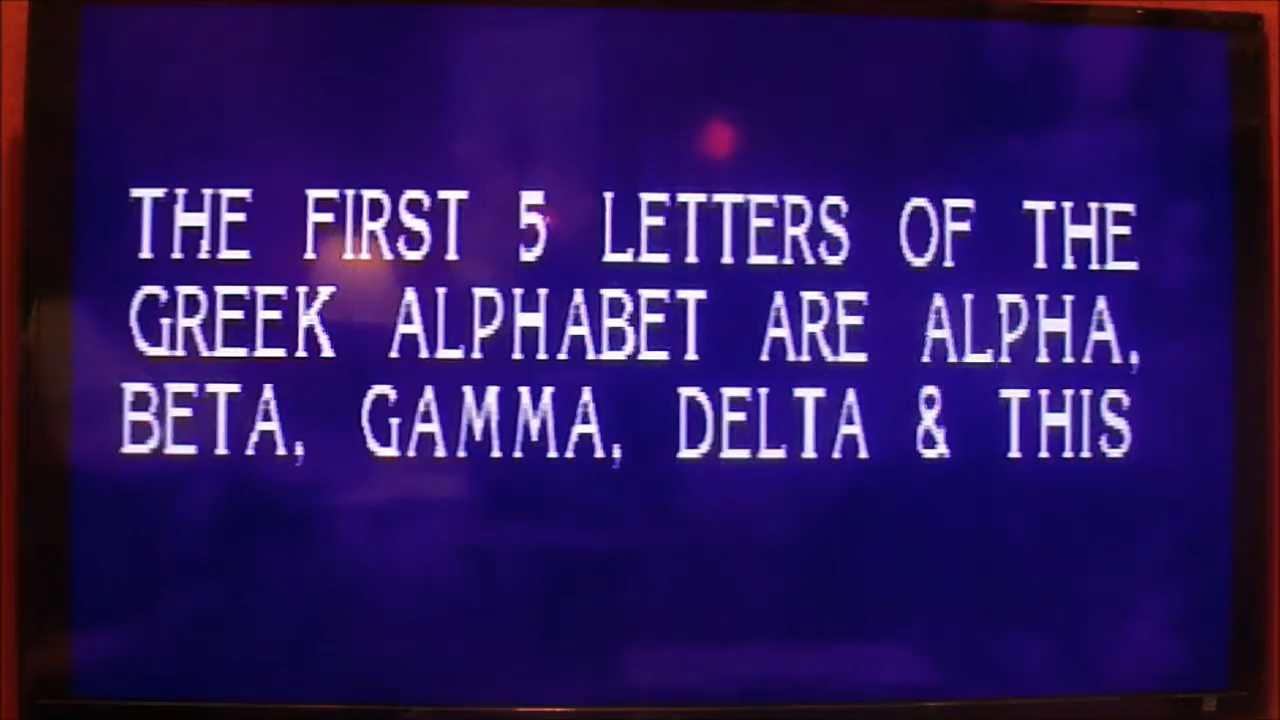 THE FIRST 5 LETTERS OF THE
GREEK ALPHABET ARE ALPHA,
BETA, GAMMA, DELTA & THIS